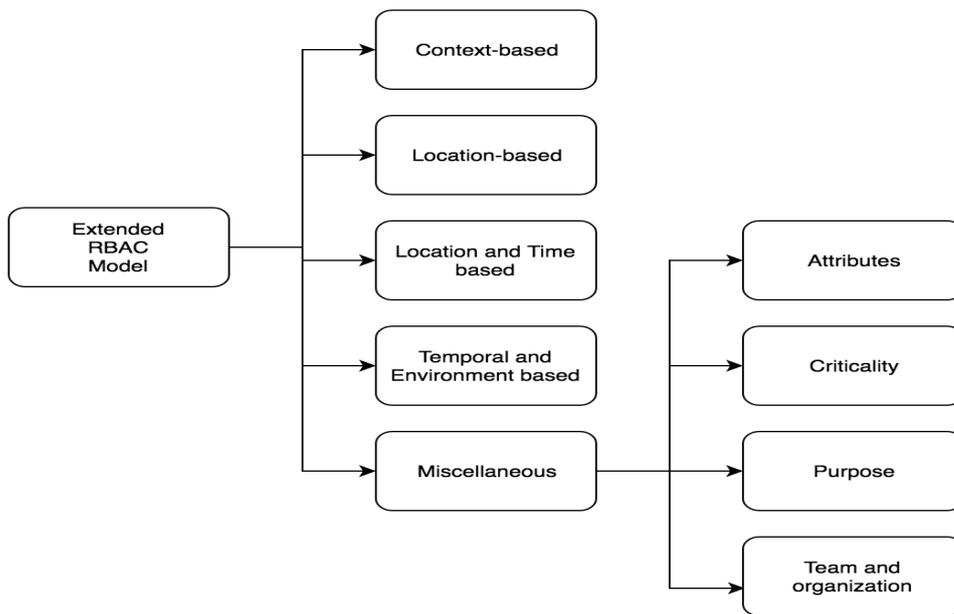 Context-based
Location-based
Extended
RBAC
Model
Location and Time
based
Attributes
Temporal and
Environment based
Criticality
Miscellaneous
Purpose
Team and
organization